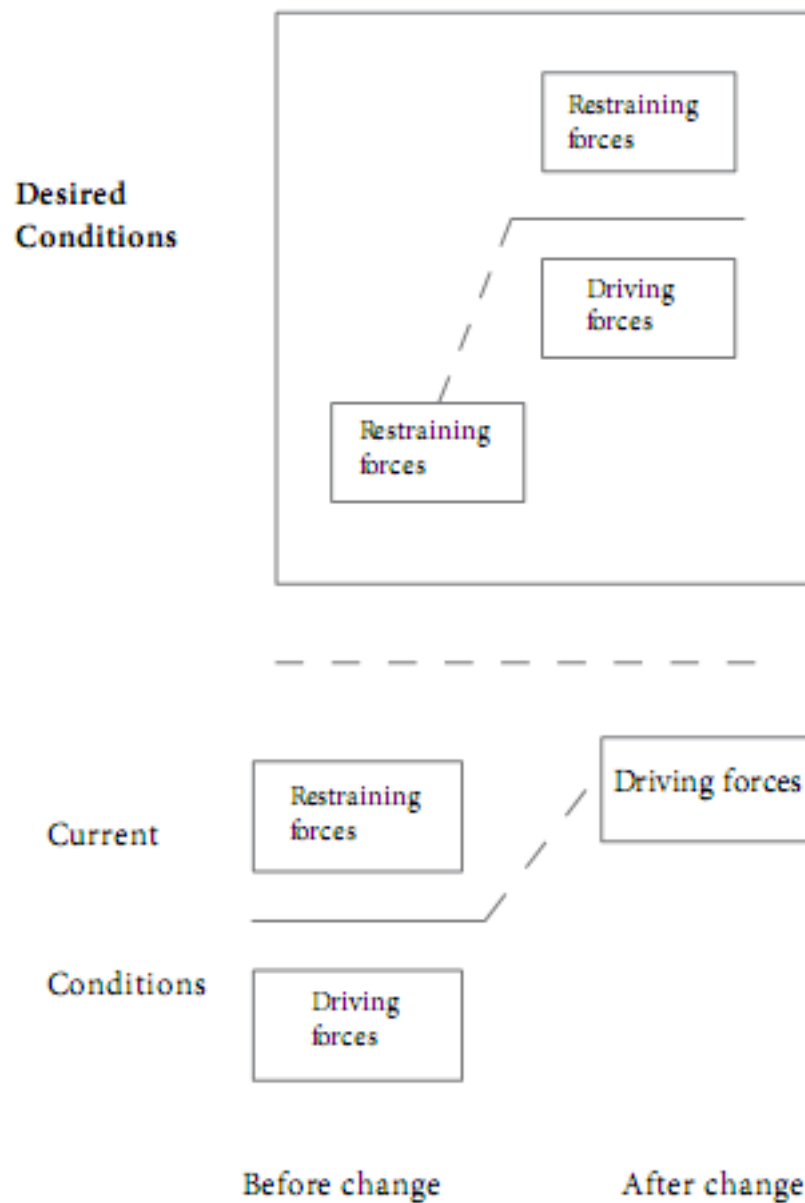 Restraining
forces
Desired
Conditions
Driving
forces
Restraining
forces
Driving forces
Restraining
forces
Current
Conditions
Driving
forces
Before change
After change